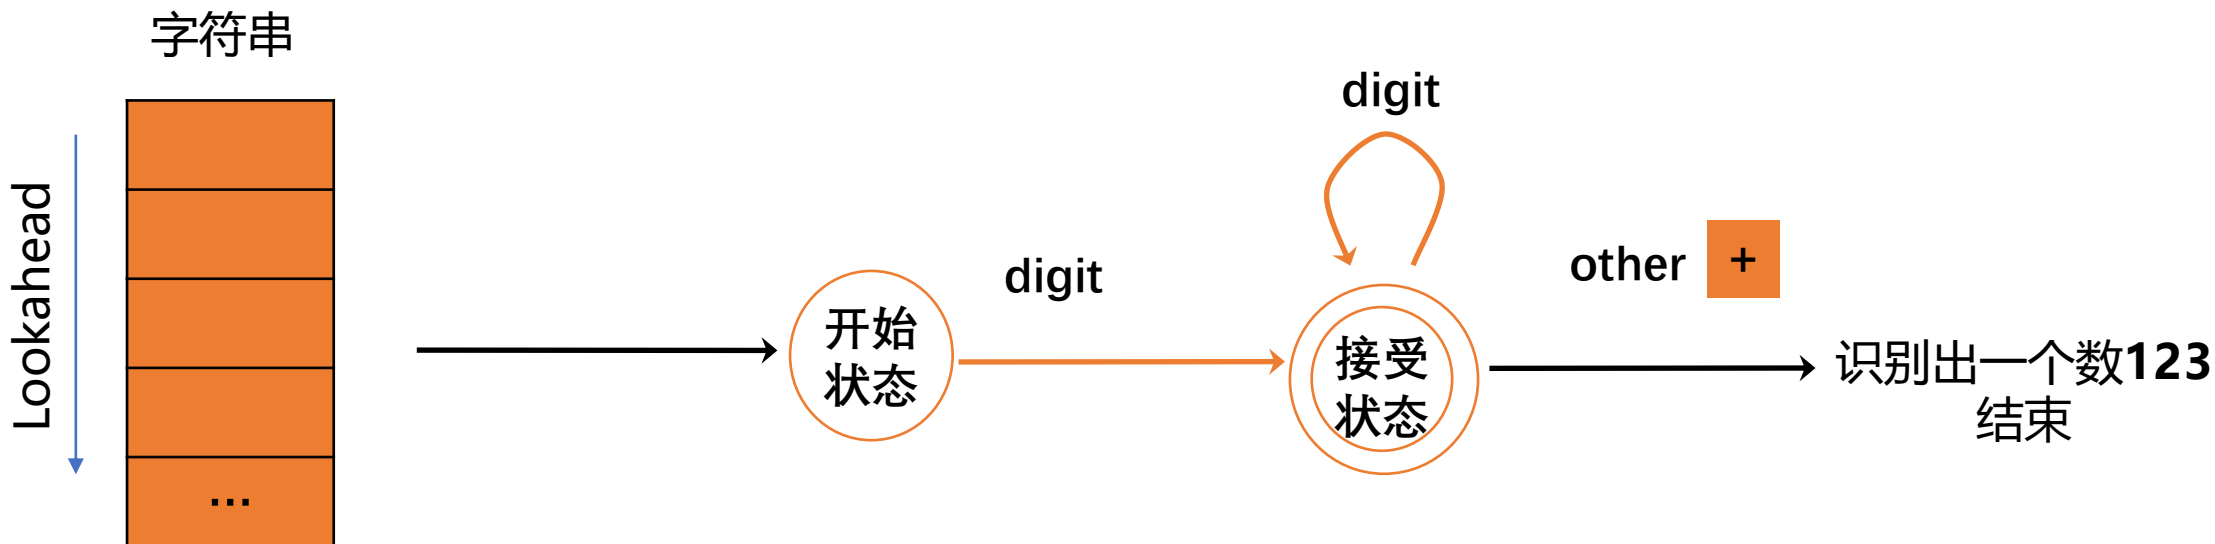 字符串
Lookahead
...
开始
状态
digit
digit
接受
状态
other +
识别出一个数123
结束